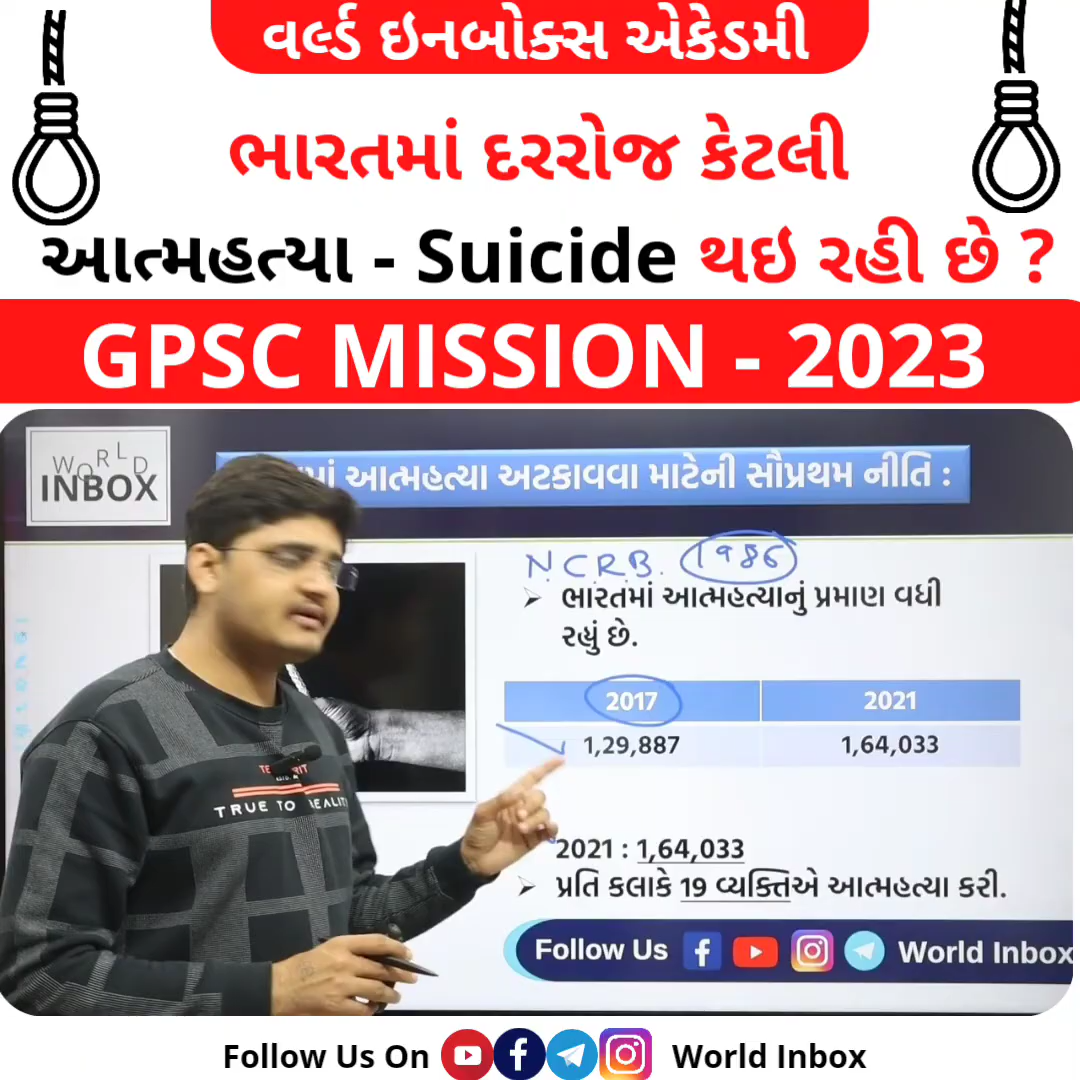 વર્લ્ડ ઇનબોક્સ એકેડમી
ભારતમાં દરરોજ કેટલી
આત્મહત્યા - Suicide થઇ રહી છે ?
GPSC MISSION - 2023
WORLD
INBOX
આત્મહત્યા અટકાવવા માટેની સૌપ્રથમ નીતિ :
N.C.R.B. 1986
➤ ભારતમાં આત્મહત્યાનું પ્રમાણ વધી
રહ્યું છે.
2017 2021
1,29,887 1,64,033
2021 : 1,64,033
➤ પ્રતિ કલાકે 19 વ્યક્તિએ આત્મહત્યા કરી.
TRUE TO REALIT
Follow Us World Inbox
Follow Us On World Inbox